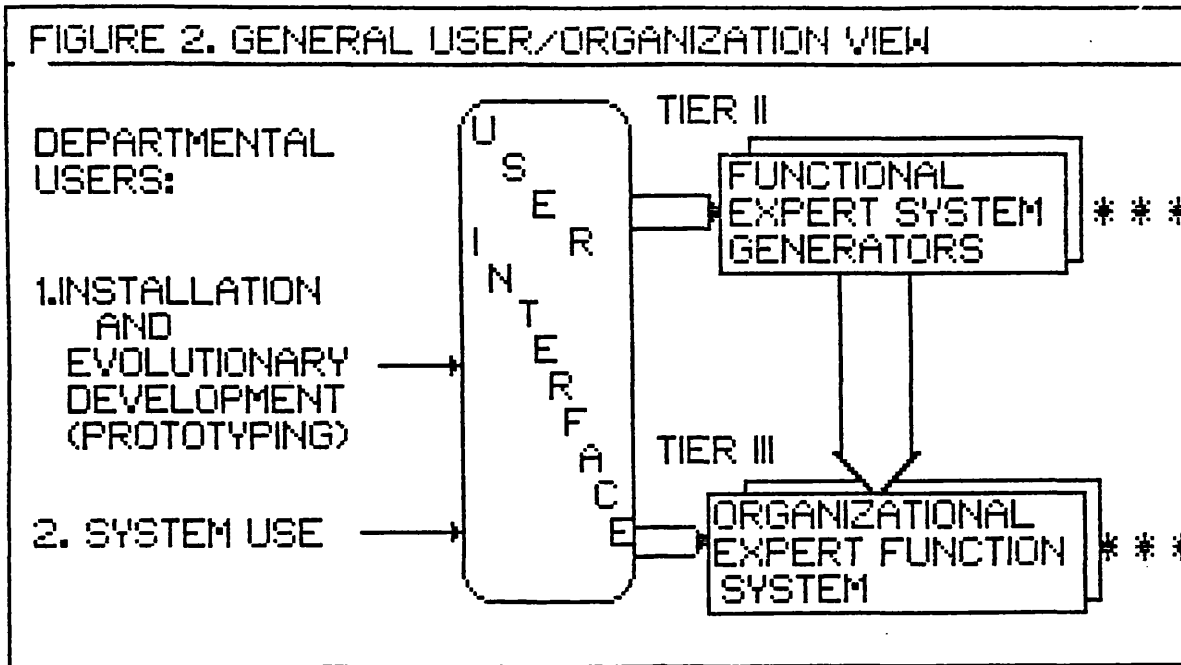 FIGURE 2. GENERAL USER/ORGANIZATION VIEW
DEPARTMENTAL
USERS:
1.INSTALLATION
AND
EVOLUTIONARY
DEVELOPMENT
(PROTOTYPING)
2. SYSTEM USE
USER
INTERFACE
TIER II
FUNCTIONAL
EXPERT SYSTEM
GENERATORS
* * *
TIER III
ORGANIZATIONAL
EXPERT FUNCTION
SYSTEM
* * *